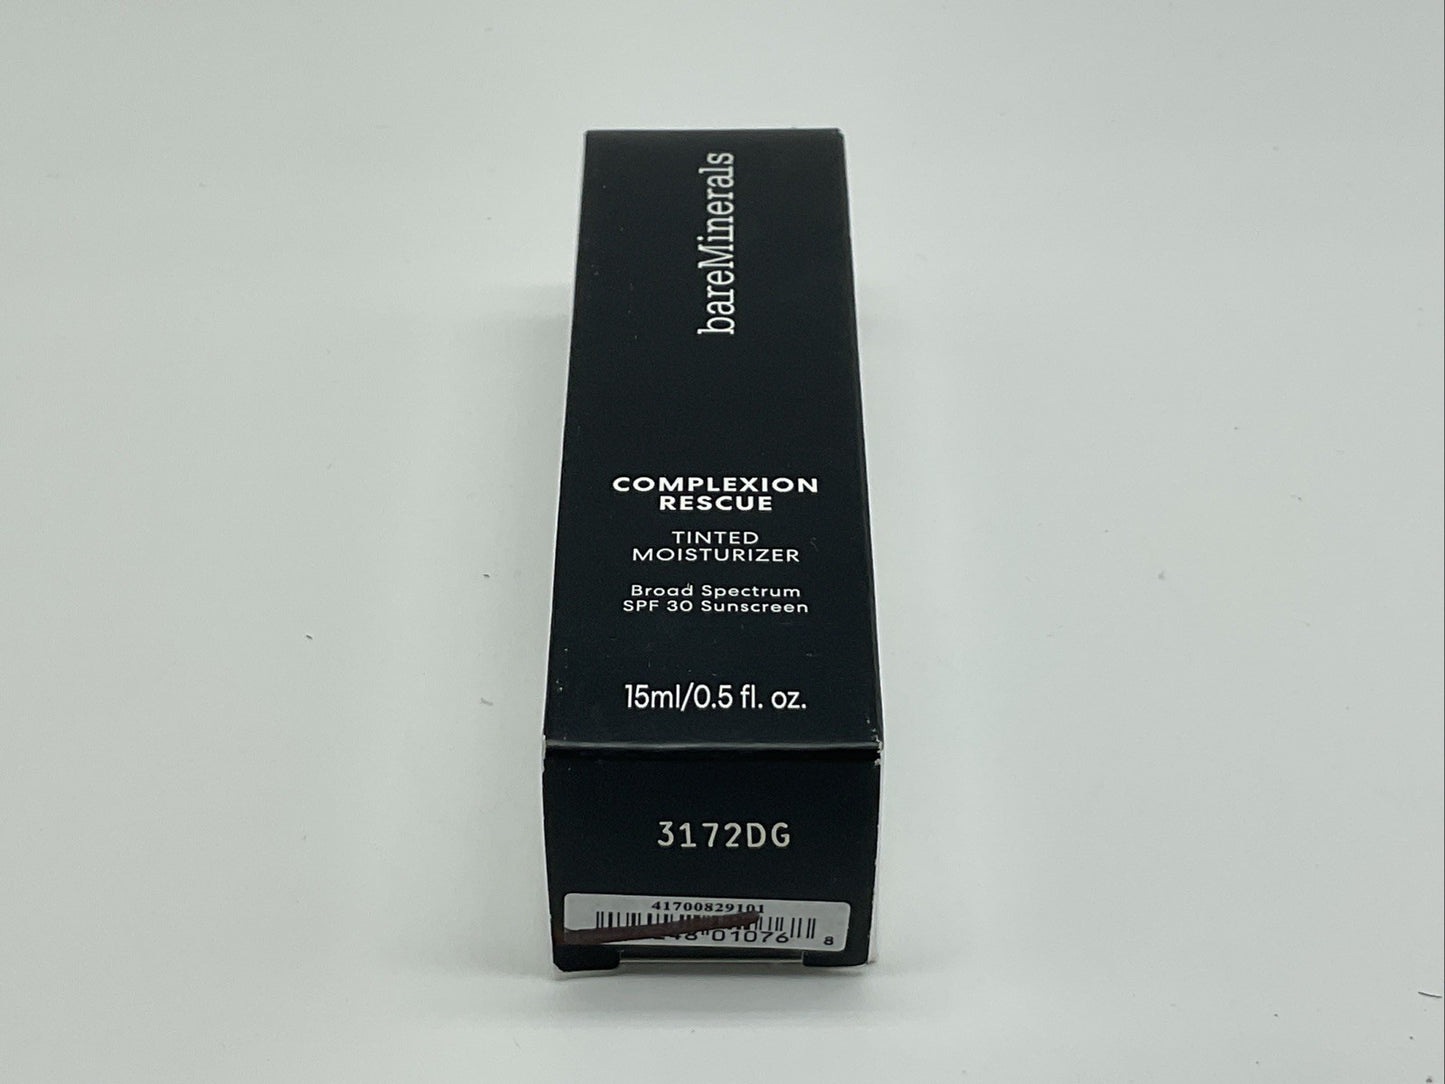 bareMinerals
COMPLEXION
RESCUE
TINTED
MOISTURIZER
Broad Spectrum
SPF 30 Sunscreen
15ml/0.5 fl. oz.
3172DG
41700829101
01076 8